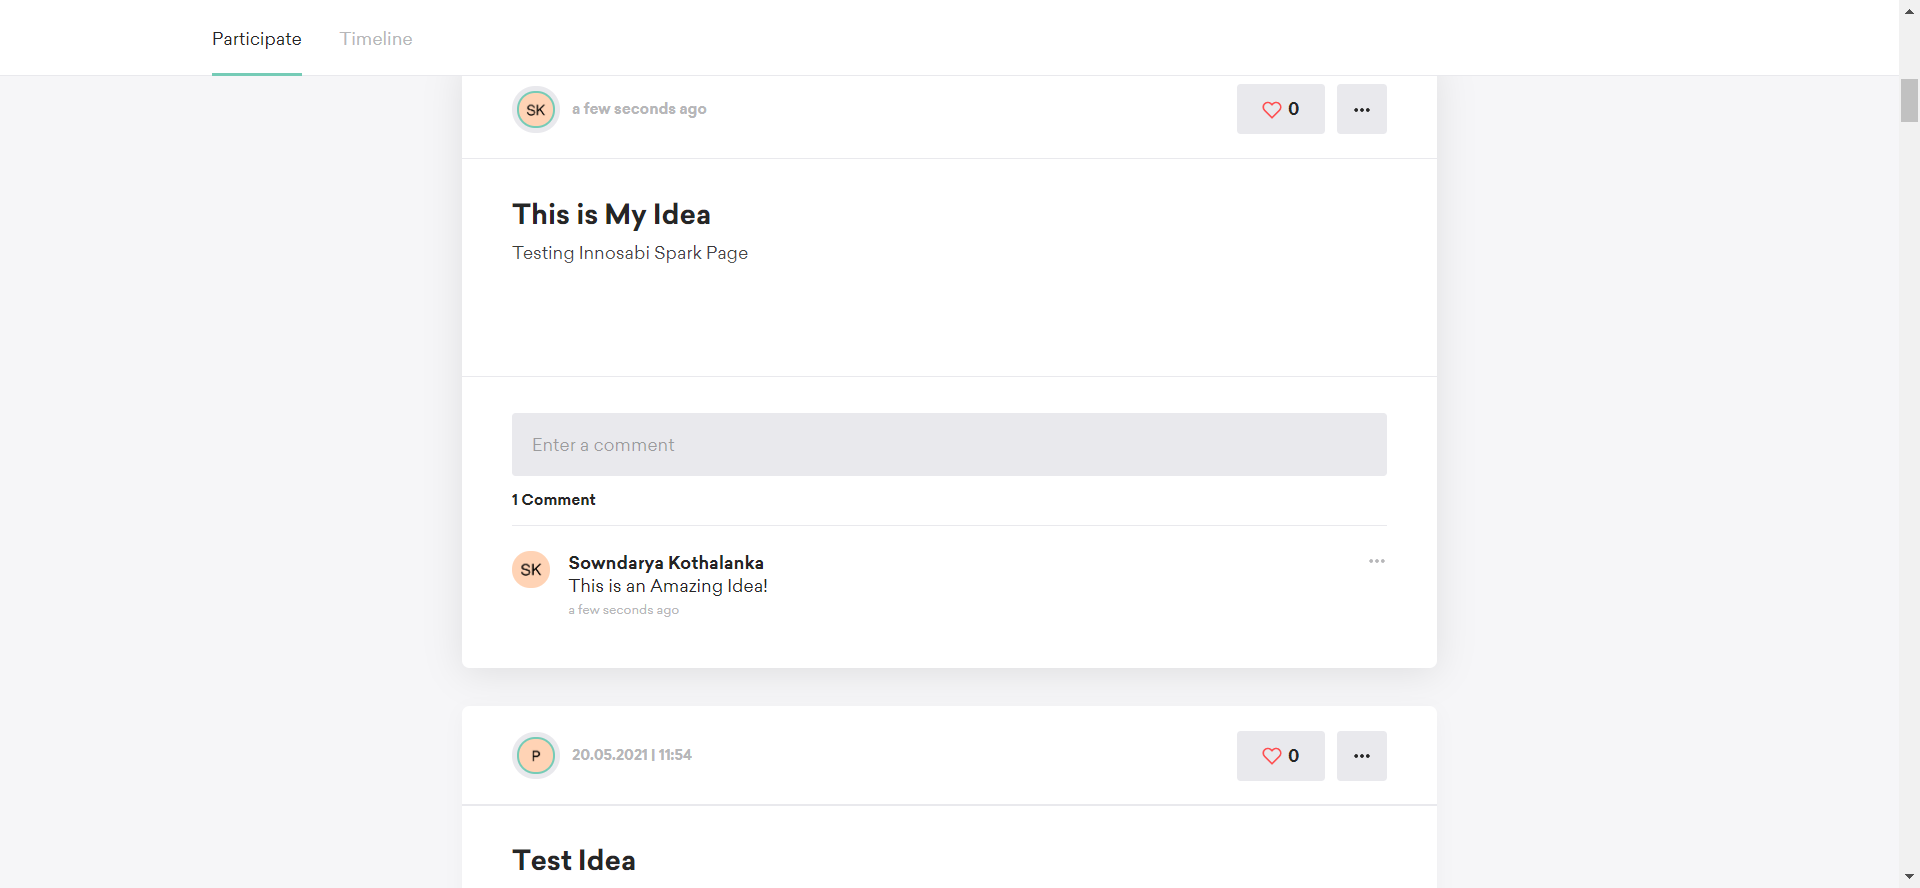 Participate Timeline
SK a few seconds ago 0
This is My Idea
Testing Innosabi Spark Page
Enter a comment
1 Comment
SK Sowndarya Kothalanka
This is an Amazing Idea!
a few seconds ago
P 20.05.2021 | 11:54 0
Test Idea